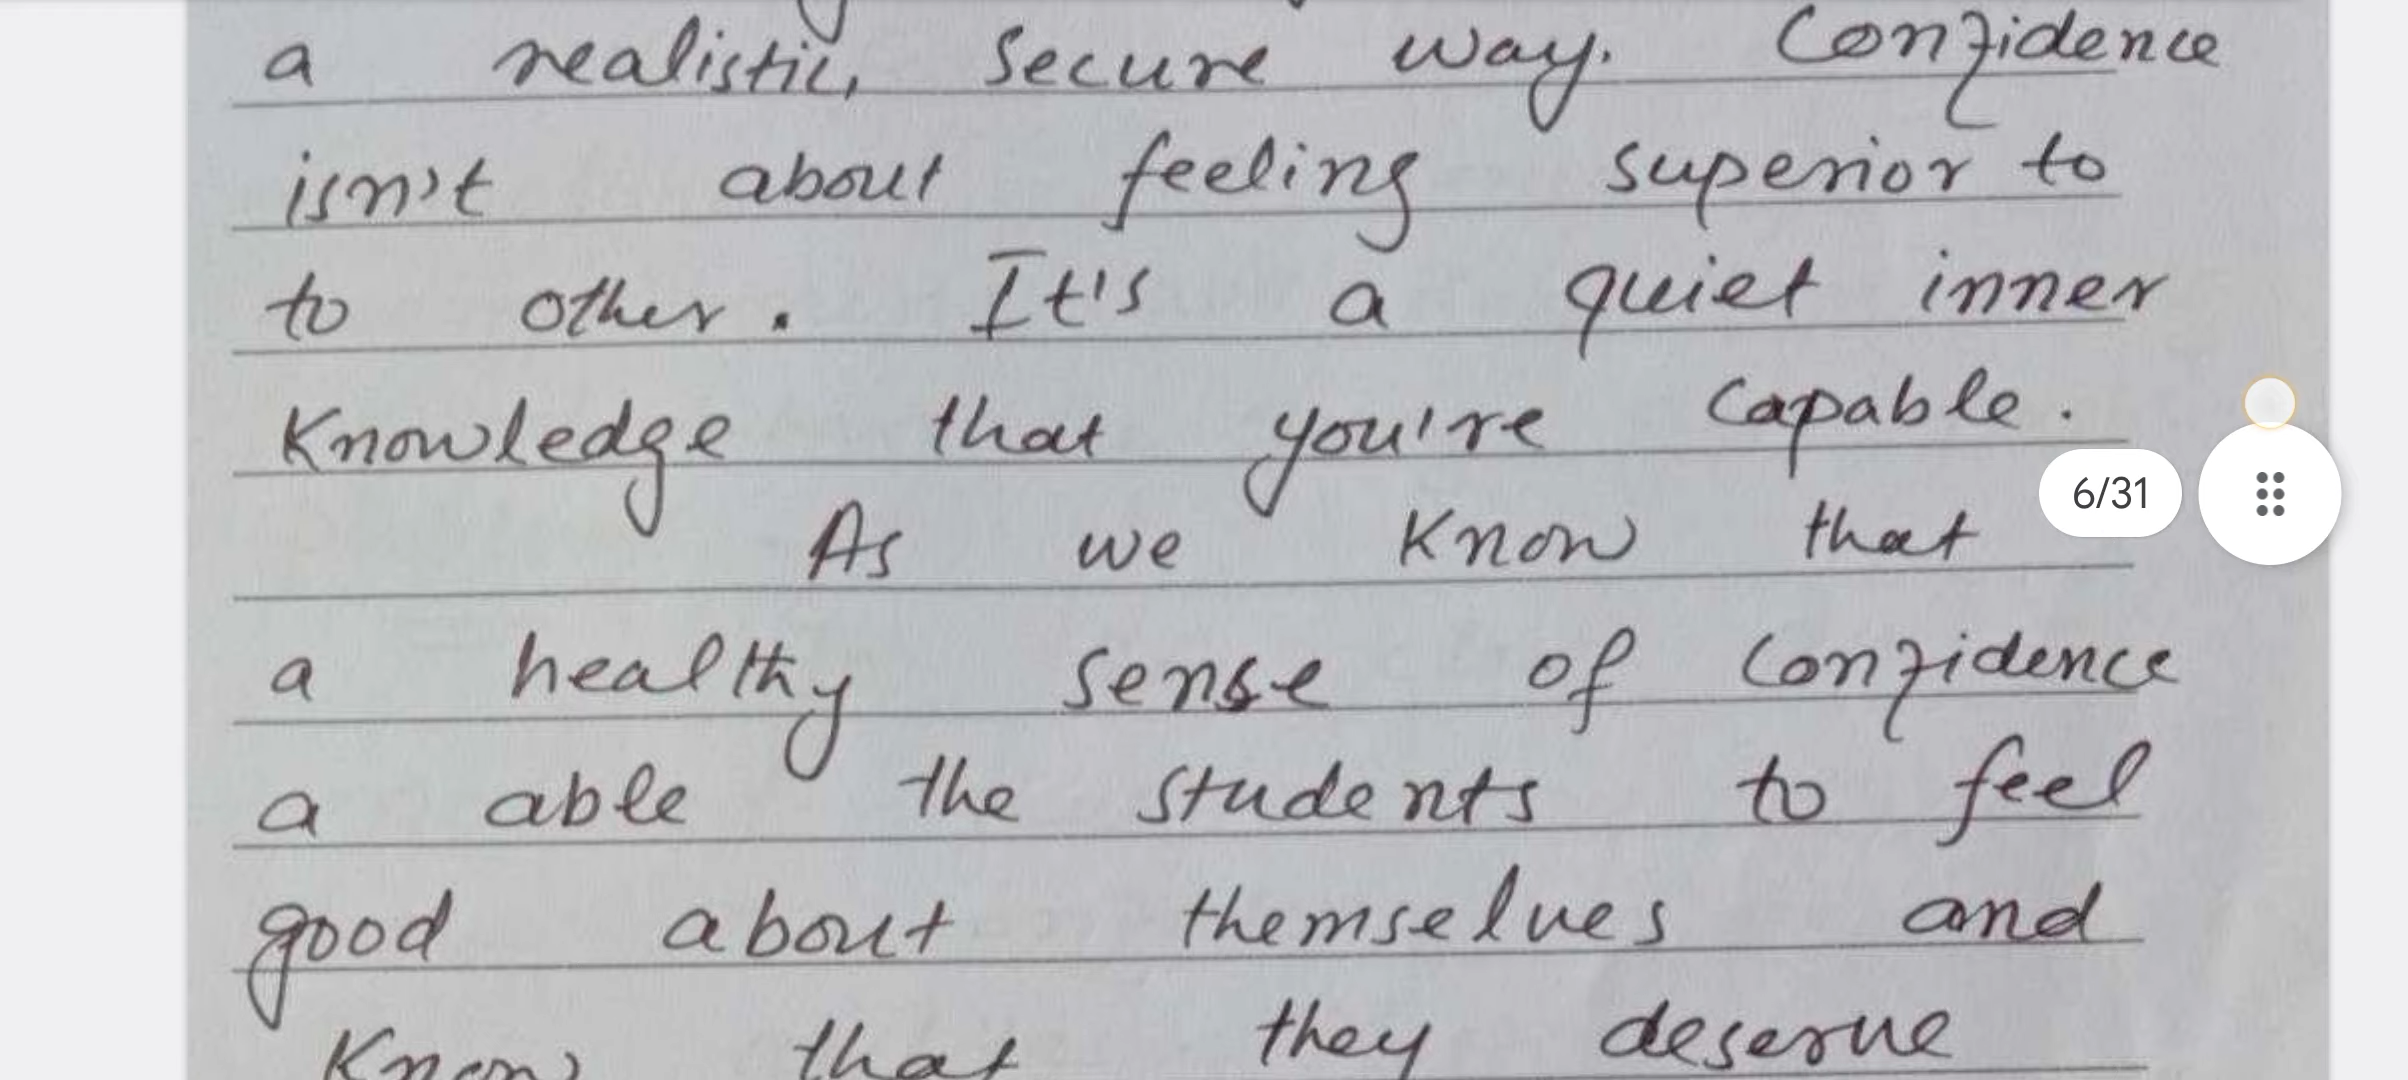 a realistic, secure way. Confidence
isn't about feeling superior to
to other. It's a quiet inner
Knowledge that you're capable.
6/31
As we know that
a healthy sense of confidence
a able the students to feel
good about themselves and
Know that they deserve